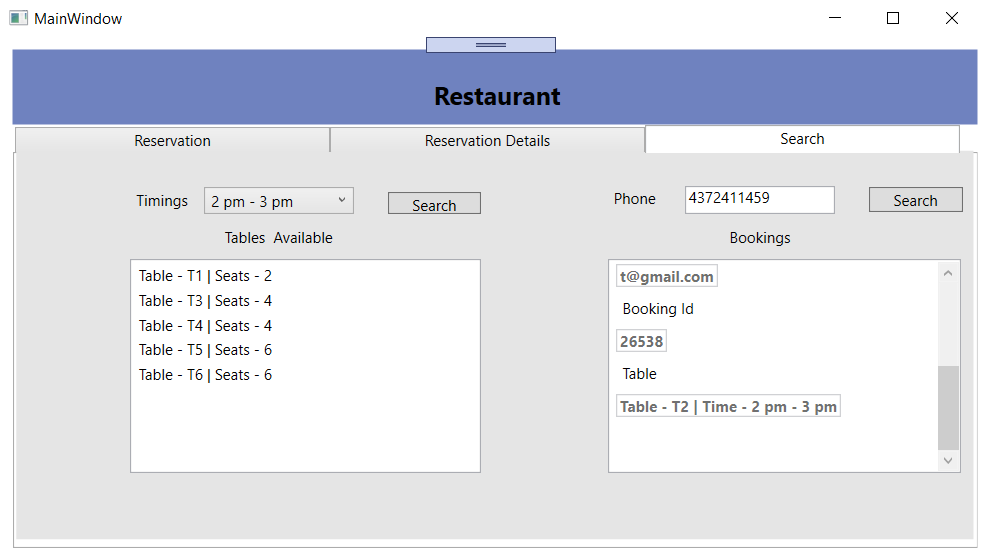 MainWindow
Restaurant
Reservation
Reservation Details
Search
Timings
2 pm - 3 pm
Search
Phone
4372411459
Search
Tables Available
Table - T1 | Seats - 2
Table - T3 | Seats - 4
Table - T4 | Seats - 4
Table - T5 | Seats - 6
Table - T6 | Seats - 6
Bookings
t@gmail.com
Booking Id
26538
Table
Table - T2 | Time - 2 pm - 3 pm